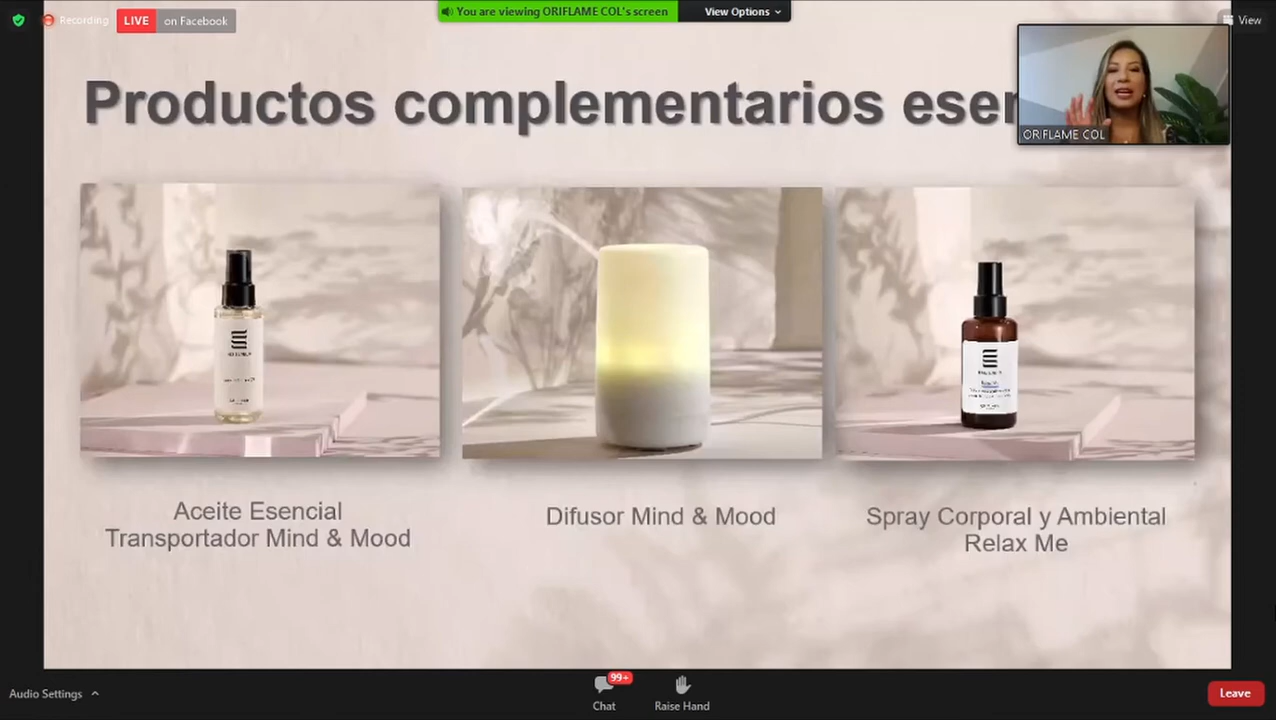 Recording
LIVE on Facebook
You are viewing ORIFLAME COL's screen
View Options
View
Productos complementarios
ORIFLAME COL
Aceite Esencial
Transportador Mind & Mood
Difusor Mind & Mood
Spray Corporal y Ambiental
Relax Me
Audio Settings
99+
Chat
Raise Hand
Leave